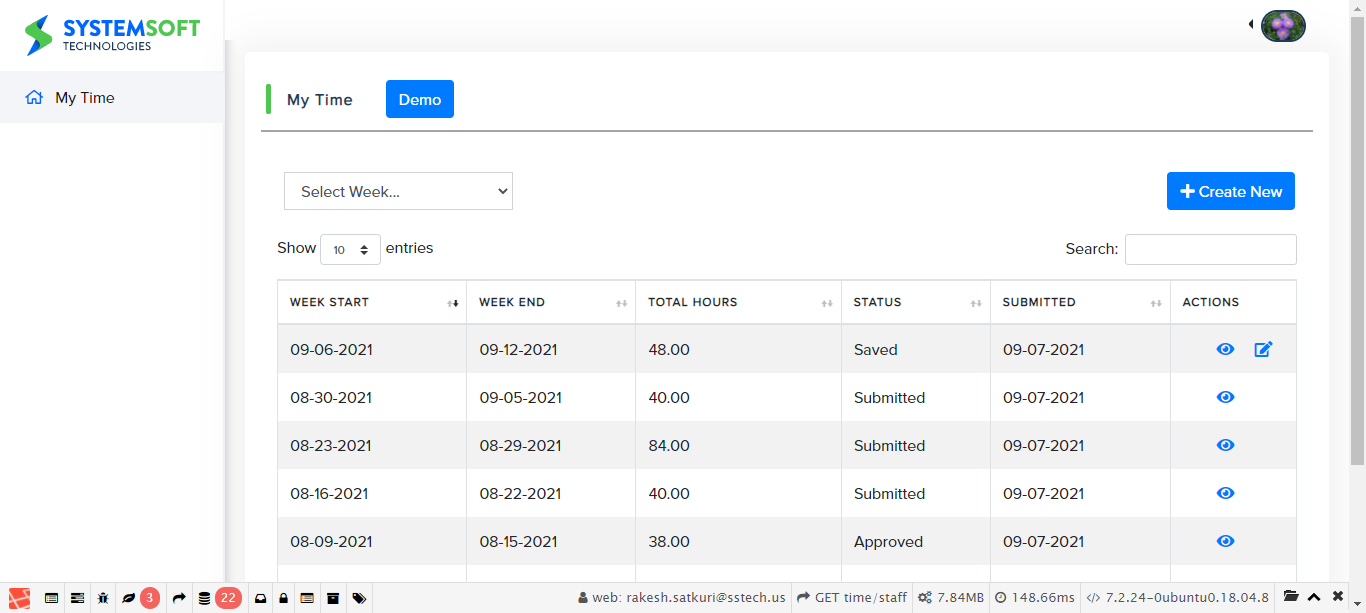 SYSTEMSOFT
TECHNOLOGIES
My Time
My Time Demo
Select Week... Create New
Show 10 entries Search:
WEEK START WEEK END TOTAL HOURS STATUS SUBMITTED ACTIONS
09-06-2021 09-12-2021 48.00 Saved 09-07-2021
08-30-2021 09-05-2021 40.00 Submitted 09-07-2021
08-23-2021 08-29-2021 84.00 Submitted 09-07-2021
08-16-2021 08-22-2021 40.00 Submitted 09-07-2021
08-09-2021 08-15-2021 38.00 Approved 09-07-2021
3 22 web: rakesh.satkuri@sstech.us GET time/staff 7.84MB 148.66ms 7.2.24-0ubuntu0.18.04.8